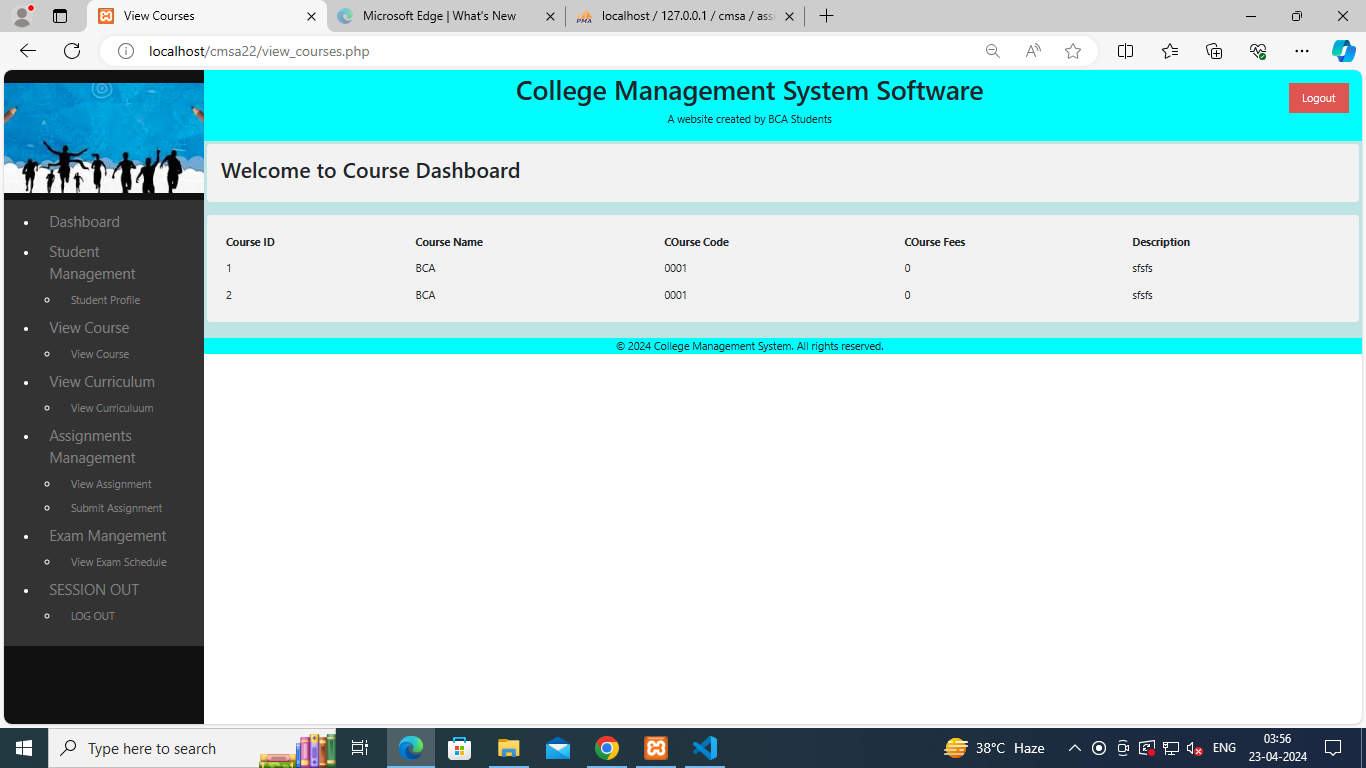 View Courses
Microsoft Edge | What's New
PMA
localhost / 127.0.0.1 / cmsa / assi
localhost/cmsa22/view_courses.php
College Management System Software
A website created by BCA Students
Logout
Welcome to Course Dashboard
Dashboard
Student
Management
Student Profile
View Course
View Course
View Curriculum
View Curriculuum
Assignments
Management
View Assignment
Submit Assignment
Exam Mangement
View Exam Schedule
SESSION OUT
LOG OUT
Course ID Course Name COurse Code COurse Fees Description
1 BCA 0001 0 sfsfs
2 BCA 0001 0 sfsfs
© 2024 College Management System. All rights reserved.
Type here to search
38°C Haze
ENG
03:56
23-04-2024